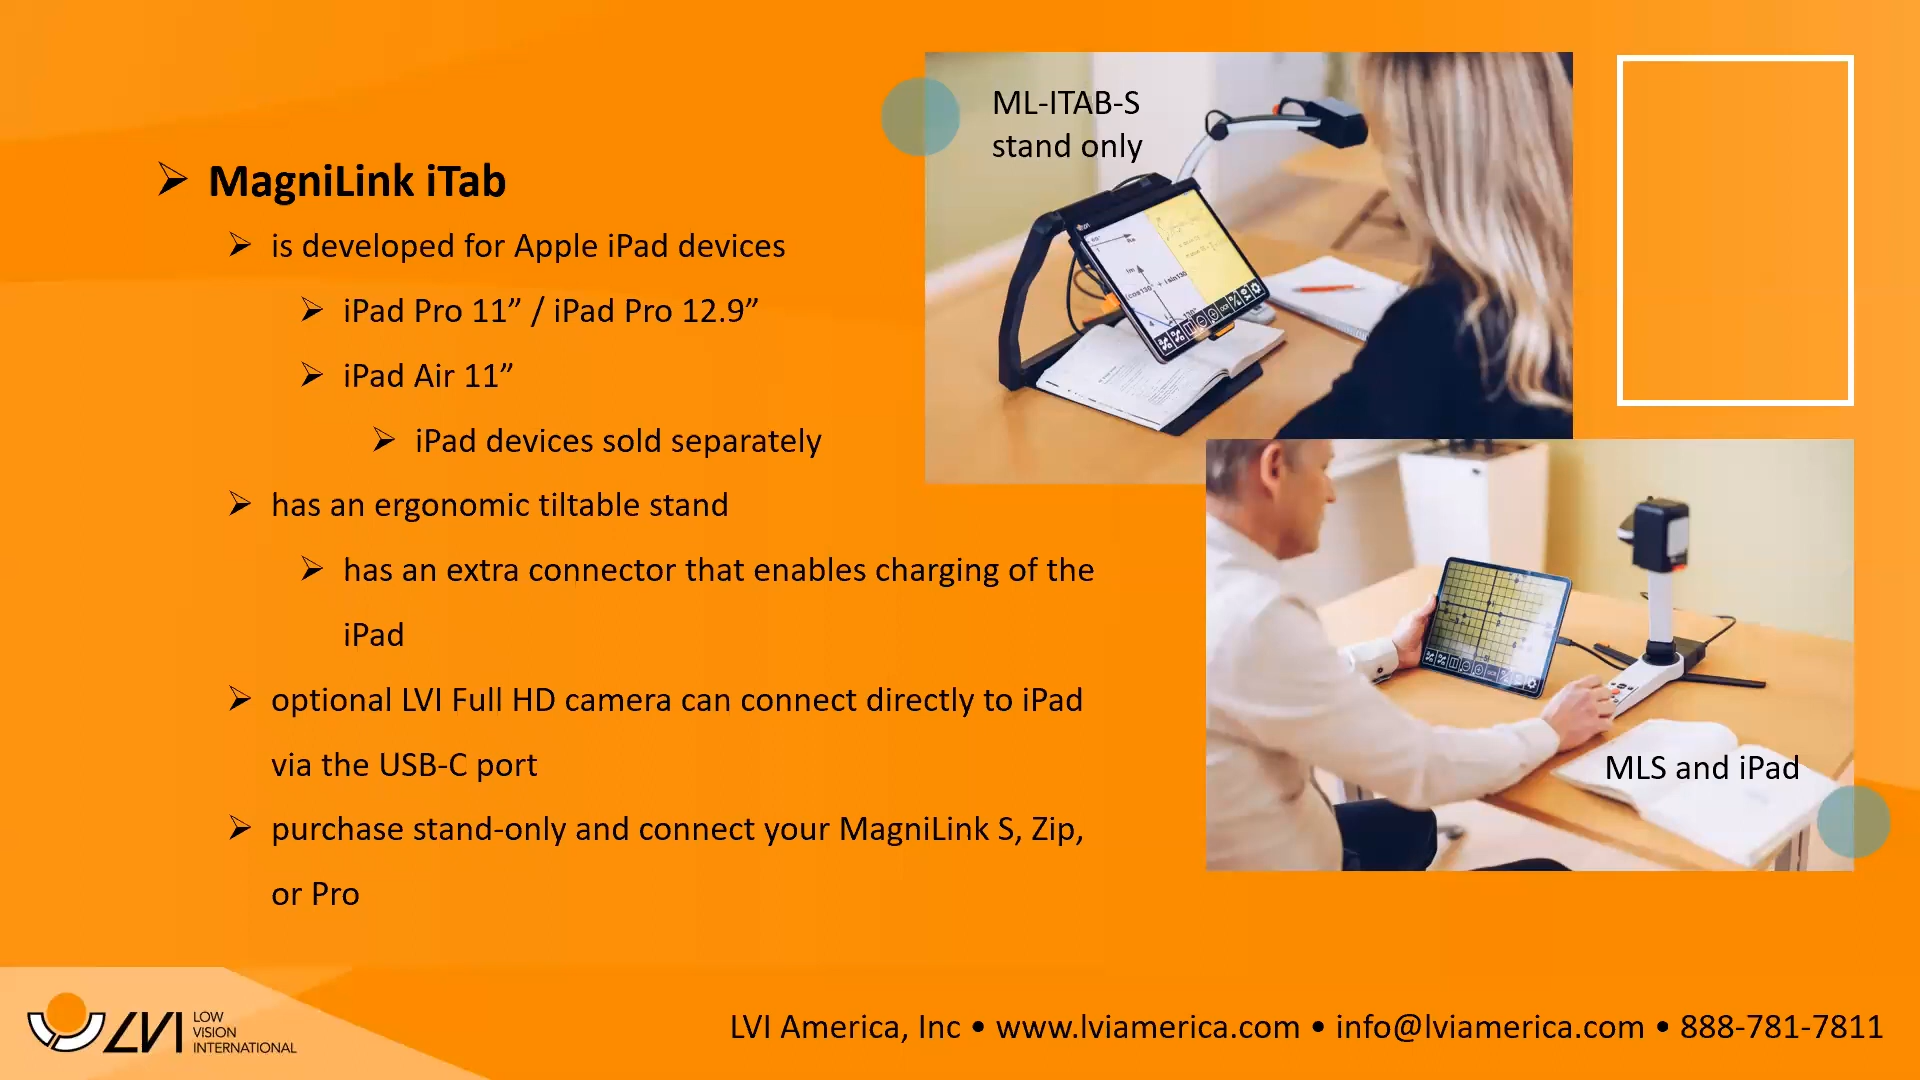 MagniLink iTab
is developed for Apple iPad devices
iPad Pro 11” / iPad Pro 12.9”
iPad Air 11”
iPad devices sold separately
has an ergonomic tiltable stand
has an extra connector that enables charging of the
iPad
optional LVI Full HD camera can connect directly to iPad
via the USB-C port
purchase stand-only and connect your MagniLink S, Zip,
or Pro
ML-ITAB-S
stand only
MLS and iPad
LVI
LOW
VISION
INTERNATIONAL
LVI America, Inc • www.lviamerica.com • info@lviamerica.com • 888-781-7811